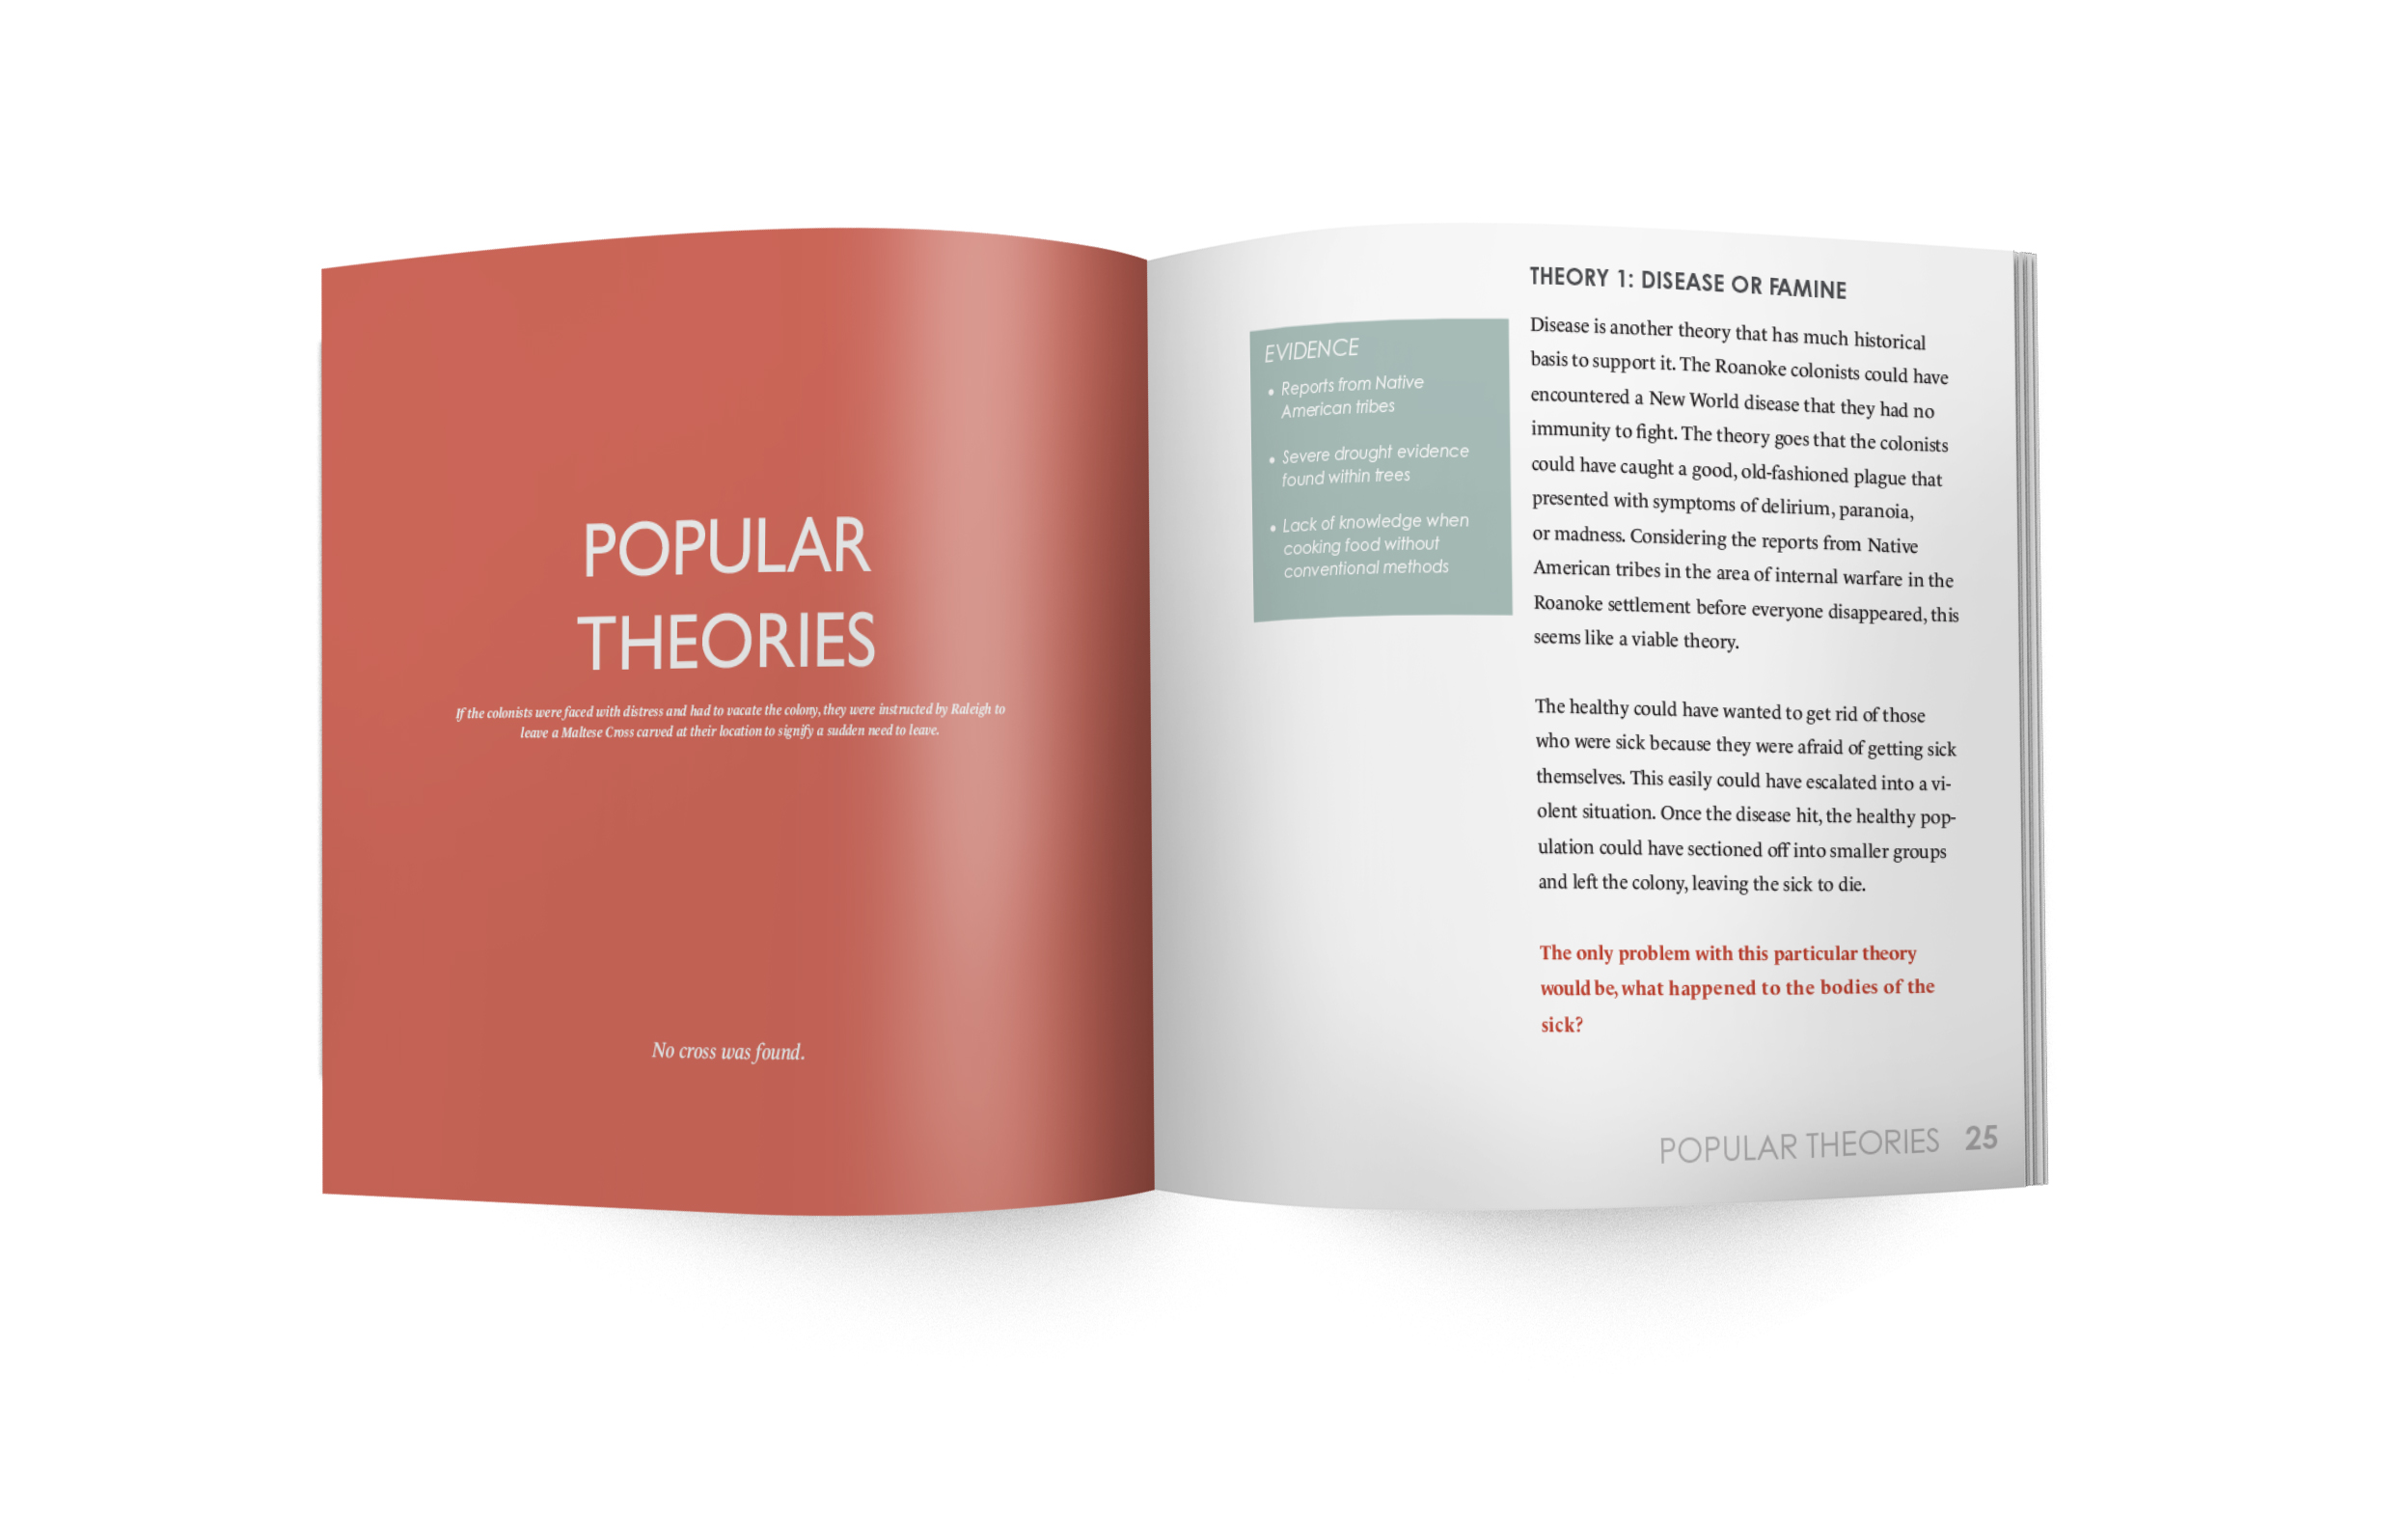 POPULAR
THEORIES
If the colonists were faced with distress and had to vacate the colony, they were instructed by Raleigh to
leave a Maltese Cross carved at their location to signify a sudden need to leave.
No cross was found.
EVIDENCE
• Reports from Native
American tribes
• Severe drought evidence
found within trees
• Lack of knowledge when
cooking food without
conventional methods
THEORY 1: DISEASE OR FAMINE
Disease is another theory that has much historical
basis to support it. The Roanoke colonists could have
encountered a New World disease that they had no
immunity to fight. The theory goes that the colonists
could have caught a good, old-fashioned plague that
presented with symptoms of delirium, paranoia,
or madness. Considering the reports from Native
American tribes in the area of internal warfare in the
Roanoke settlement before everyone disappeared, this
seems like a viable theory.
The healthy could have wanted to get rid of those
who were sick because they were afraid of getting sick
themselves. This easily could have escalated into a vi-
olent situation. Once the disease hit, the healthy pop-
ulation could have sectioned off into smaller groups
and left the colony, leaving the sick to die.
The only problem with this particular theory
would be, what happened to the bodies of the
sick?
POPULAR THEORIES 25